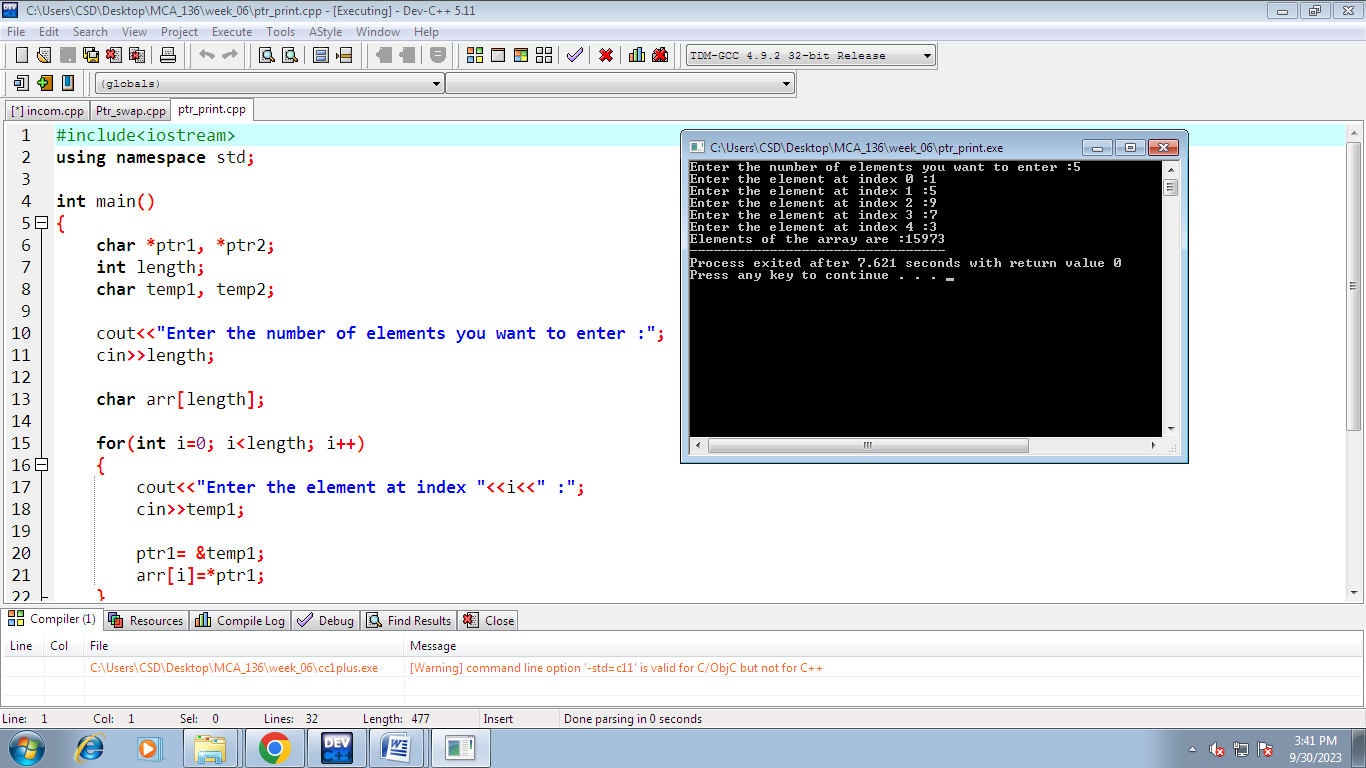 C:\Users\CSD\Desktop\MCA_136\week_06\ptr_print.cpp - [Executing] - Dev-C++ 5.11
File Edit Search View Project Execute Tools AStyle Window Help
TDM-GCC 4.9.2 32-bit Release
(globals)
[*] incom.cpp Ptr_swap.cpp ptr_print.cpp
1 #include<iostream>
2 using namespace std;
3
4 int main()
5 {
6 char *ptr1, *ptr2;
7 int length;
8 char temp1, temp2;
9
10 cout<<"Enter the number of elements you want to enter :";
11 cin>>length;
12
13 char arr[length];
14
15 for(int i=0; i<length; i++)
16 {
17 cout<<"Enter the element at index "<<i<<" :";
18 cin>>temp1;
19
20 ptr1= &temp1;
21 arr[i]=*ptr1;
22 }
C:\Users\CSD\Desktop\MCA_136\week_06\ptr_print.exe
Enter the number of elements you want to enter :5
Enter the element at index 0 :1
Enter the element at index 1 :5
Enter the element at index 2 :9
Enter the element at index 3 :7
Enter the element at index 4 :3
Elements of the array are :15973
--------------------------------
Process exited after 7.621 seconds with return value 0
Press any key to continue . . . _
Compiler (1) Resources Compile Log Debug Find Results Close
Line Col File Message
C:\Users\CSD\Desktop\MCA_136\week_06\cc1plus.exe [Warning] command line option '-std=c11' is valid for C/ObjC but not for C++
Line: 1 Col: 1 Sel: 0 Lines: 32 Length: 477 Insert Done parsing in 0 seconds
DEV C++
3:41 PM
9/30/2023